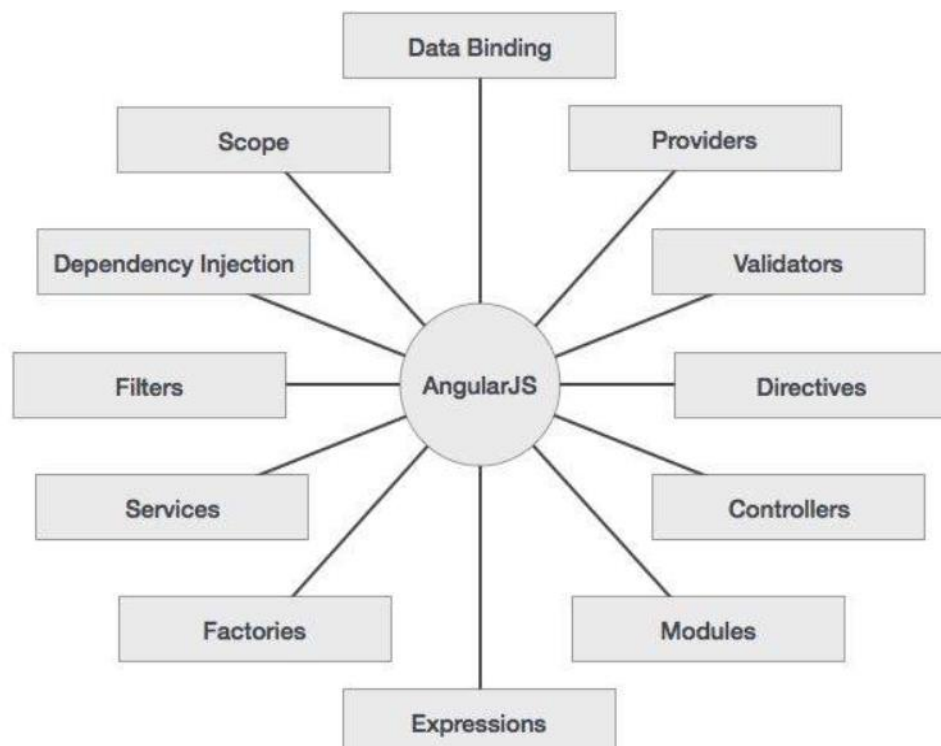 Data Binding
Scope
Providers
Dependency Injection
Validators
Filters
AngularJS
Directives
Services
Controllers
Factories
Modules
Expressions